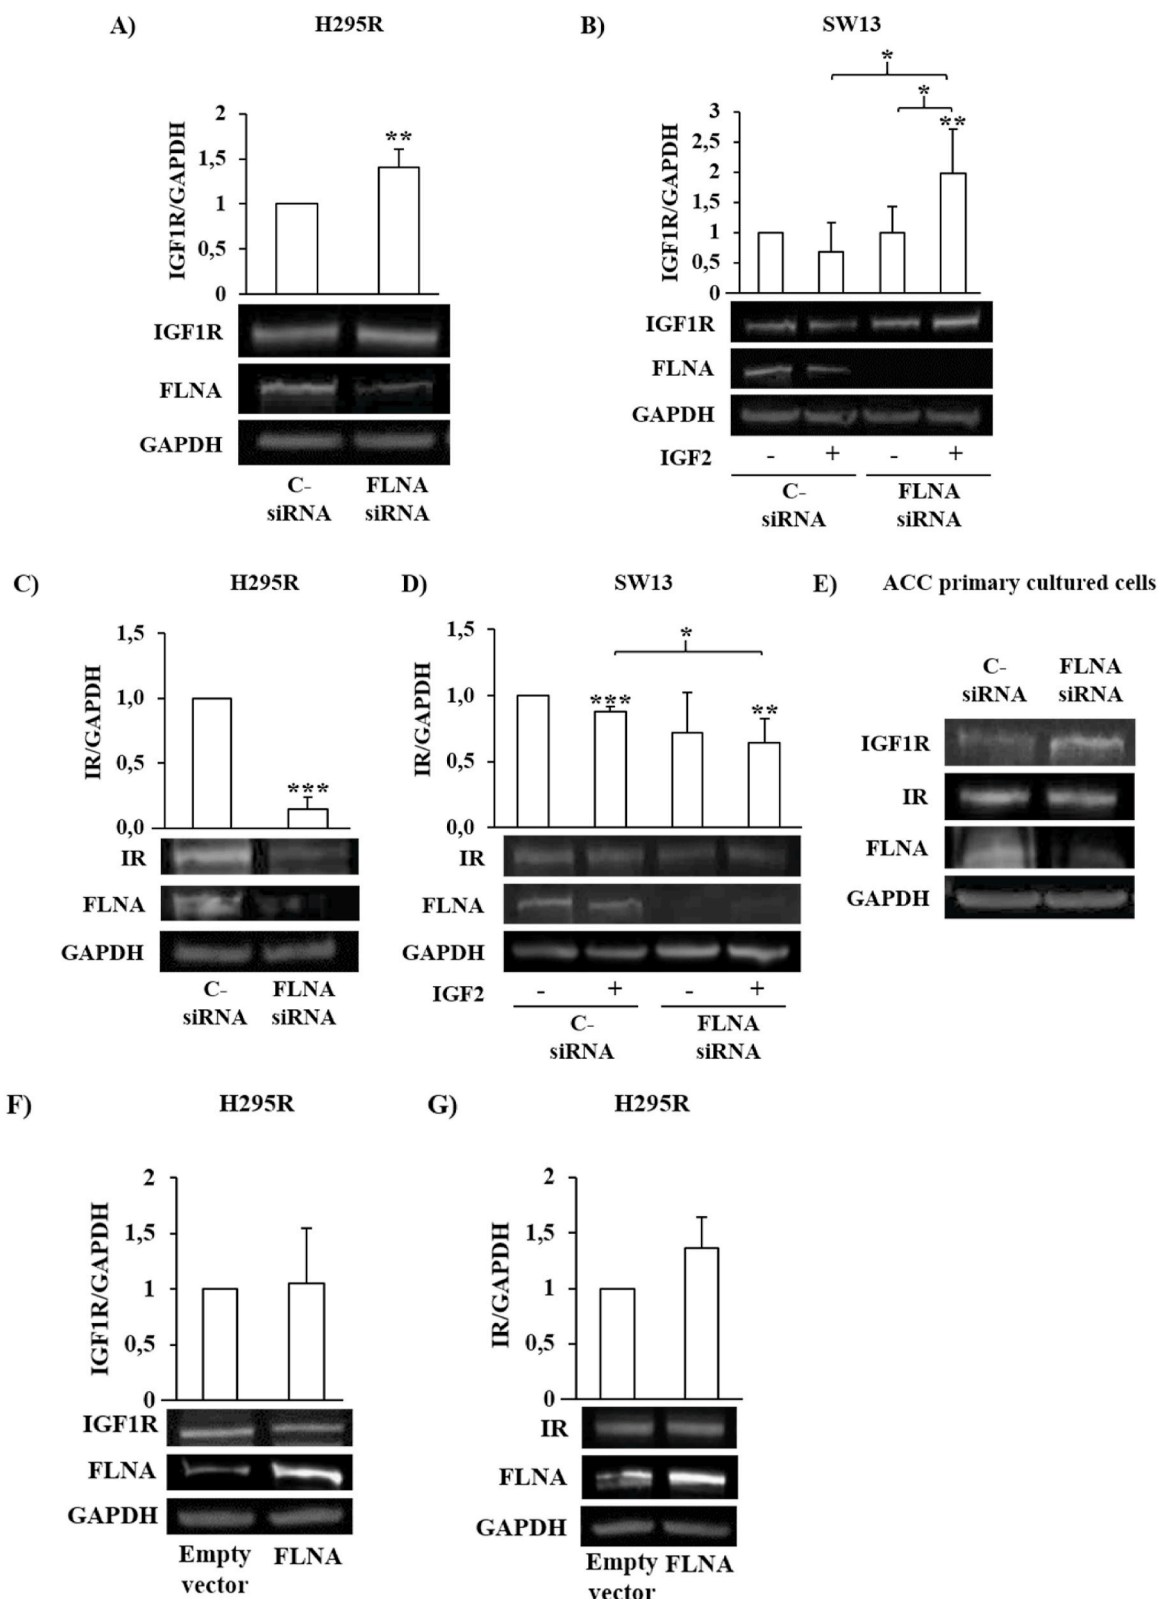 A) H295R
IGF1R/GAPDH
2
**
1,5
1
0,5
0
IGF1R
FLNA
GAPDH
C- FLNA
siRNA siRNA
B) SW13
*
*
IGF1R/GAPDH
3
**
2,5
2
1,5
1
0,5
0
IGF1R
FLNA
GAPDH
IGF2 - + - +
C- FLNA
siRNA siRNA
C) H295R
IR/GAPDH
1,5
1,0
0,5
***
0,0
IR
FLNA
GAPDH
C- FLNA
siRNA siRNA
D) SW13
IR/GAPDH
1,5
*
1,0
*** **
0,5
0,0
IR
FLNA
GAPDH
IGF2 - + - +
C- FLNA
siRNA siRNA
E) ACC primary cultured cells
C- FLNA
siRNA siRNA
IGF1R
IR
FLNA
GAPDH
F) H295R
IGF1R/GAPDH
2
1,5
1
0,5
0
IGF1R
FLNA
GAPDH
Empty FLNA
vector
G) H295R
IR/GAPDH
2
1,5
1
0,5
0
IR
FLNA
GAPDH
Empty FLNA
vector